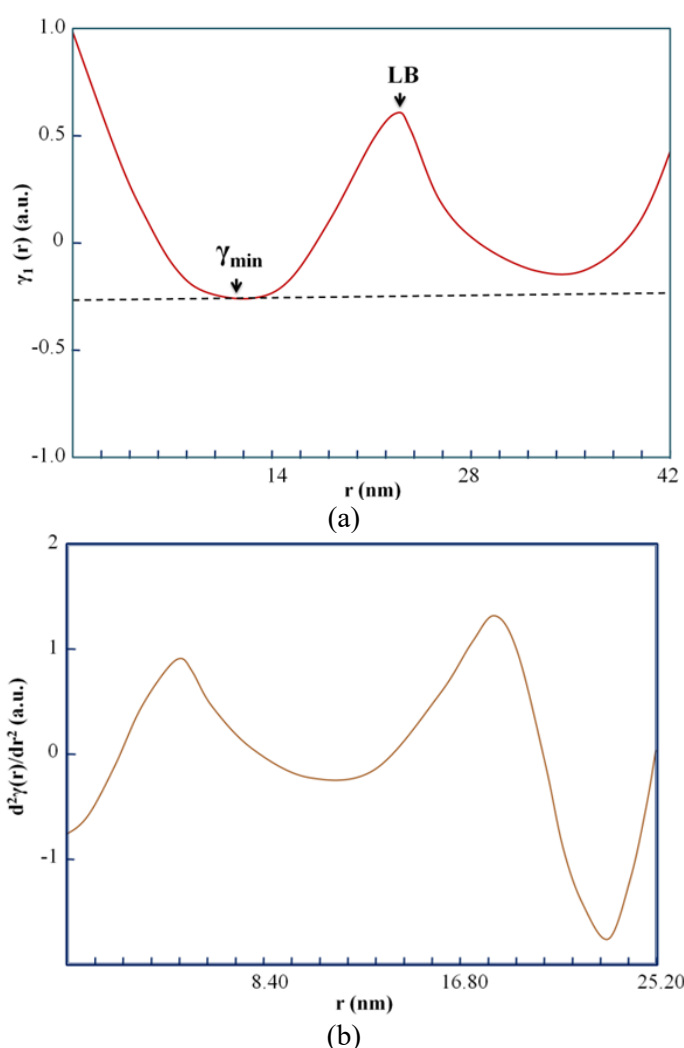 1.0
LB
0.5
γ₁ (r) (a.u.)
0
γmin
-0.5
-1.0
14
28
42
r (nm)
(a)
2
1
d²γ(r)/dr² (a.u.)
0
-1
8.40
16.80
25.20
r (nm)
(b)